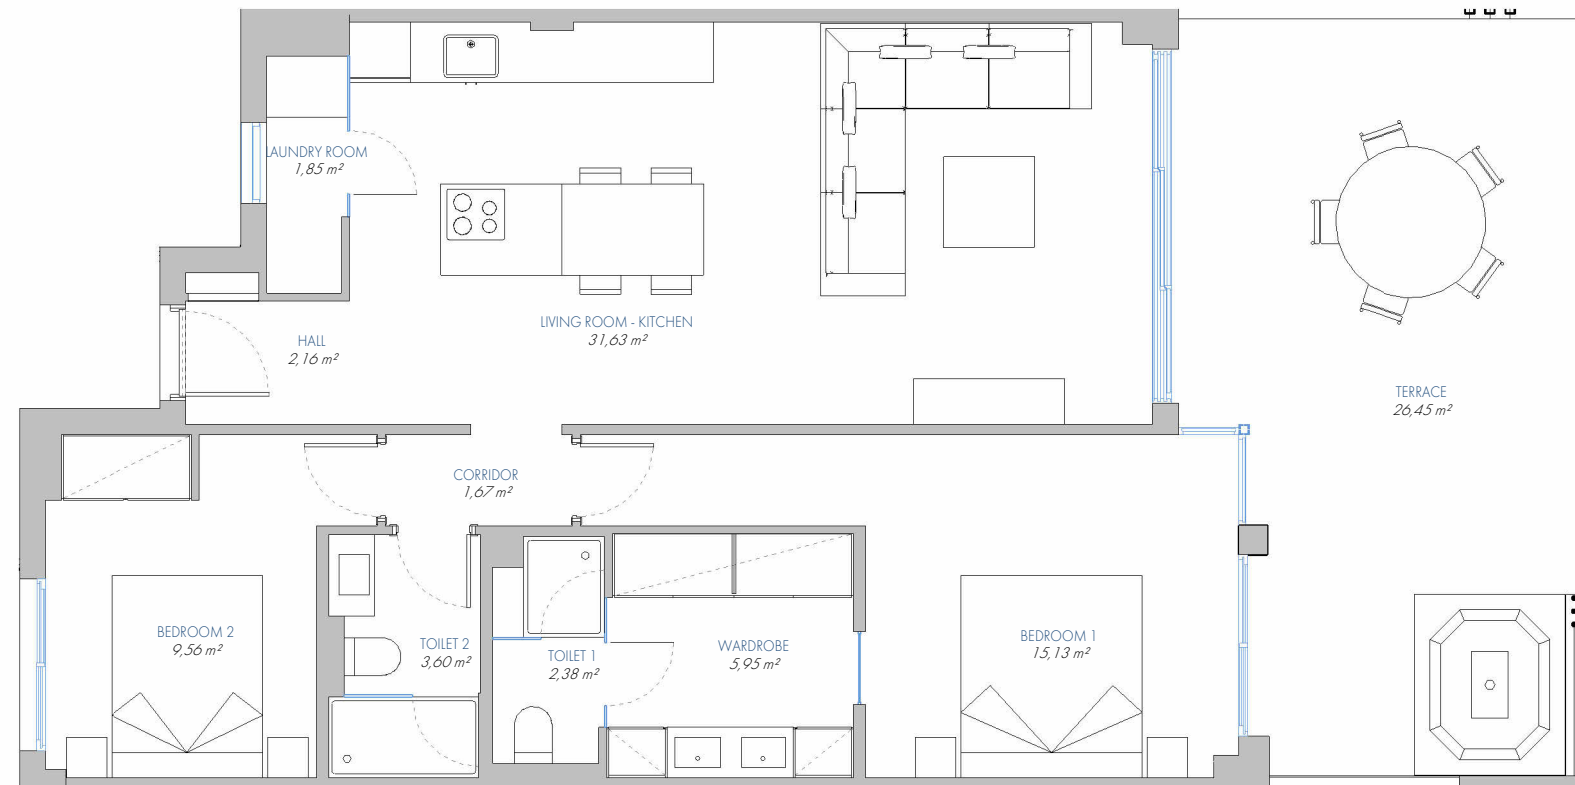 LAUNDRY ROOM
1,85 m²
LIVING ROOM - KITCHEN
31,63 m²
HALL
2,16 m²
TERRACE
26,45 m²
CORRIDOR
1,67 m²
BEDROOM 2
9,56 m²
TOILET 2
3,60 m²
TOILET 1
2,38 m²
WARDROBE
5,95 m²
BEDROOM 1
15,13 m²